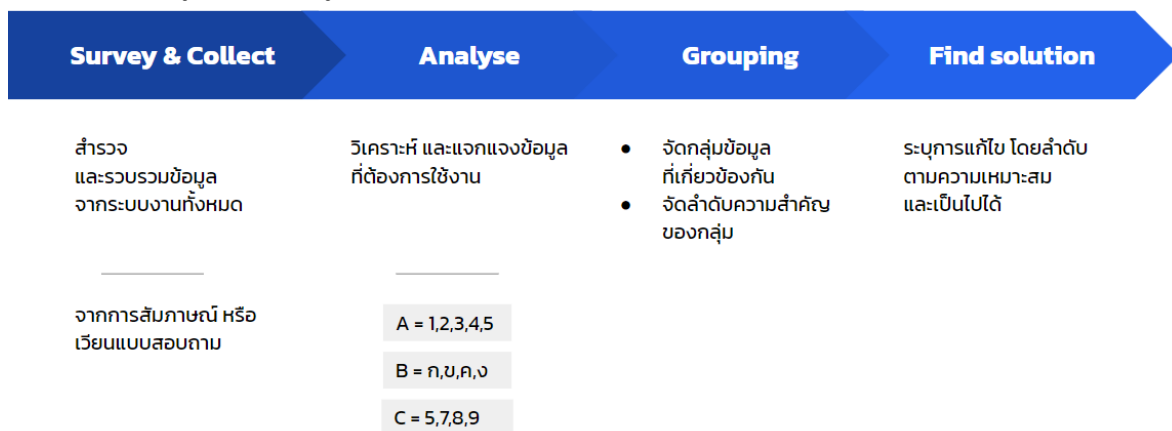 Survey & Collect
Analyse
Grouping
Find solution
สำรวจ
และรวบรวมข้อมูล
จากระบบงานทั้งหมด
จากการสัมภาษณ์ หรือ
เวียนแบบสอบถาม
วิเคราะห์ และแจกแจงข้อมูล
ที่ต้องการใช้งาน
A = 1,2,3,4,5
B = ก,ข,ค,ง
C = 5,7,8,9
● จัดกลุ่มข้อมูล
ที่เกี่ยวข้องกัน
● จัดลำดับความสำคัญ
ของกลุ่ม
ระบุการแก้ไข โดยลำดับ
ตามความเหมาะสม
และเป็นไปได้